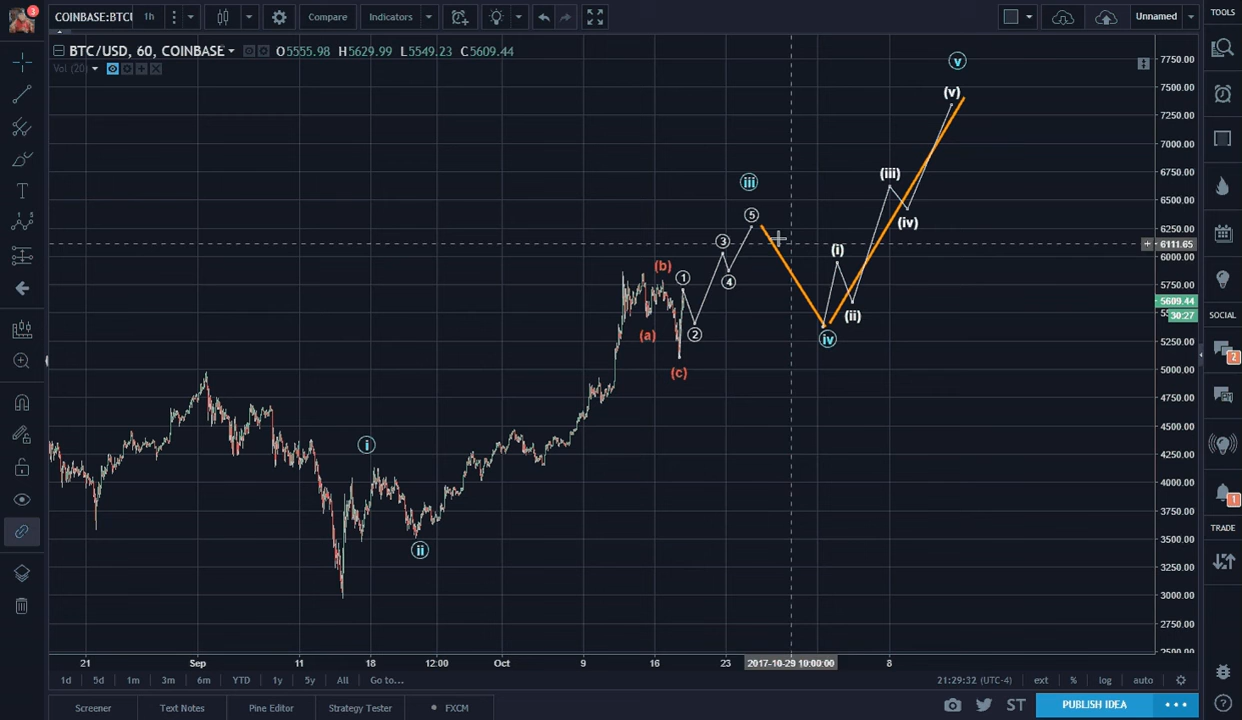 3
COINBASE:BTCU 1h Compare Indicators Unnamed TOOLS
BTC/USD, 60, COINBASE O5555.98 H5629.99 L5549.23 C5609.44
Vol (20)
7750.00
v
(v)
7500.00
7250.00
7000.00
6750.00
(iii)
iii
6500.00
5
(iv)
6250.00
3
(i)
6111.65
6000.00
(b)
1
4
5750.00
5609.44
30:27
(ii)
SOCIAL
(a)
2
iv
5250.00
2
(c)
5000.00
4750.00
4500.00
i
4250.00
4000.00
3750.00
ii
3500.00
1
3250.00
TRADE
3000.00
2750.00
2500.00
21 Sep 11 18 12:00 Oct 9 16 23 2017-10-29 10:00:00 8
1d 5d 1m 3m 6m YTD 1y 5y All Go to... 21:29:32 (UTC-4) ext % log auto
Screener Text Notes Pine Editor Strategy Tester FXCM ST PUBLISH IDEA